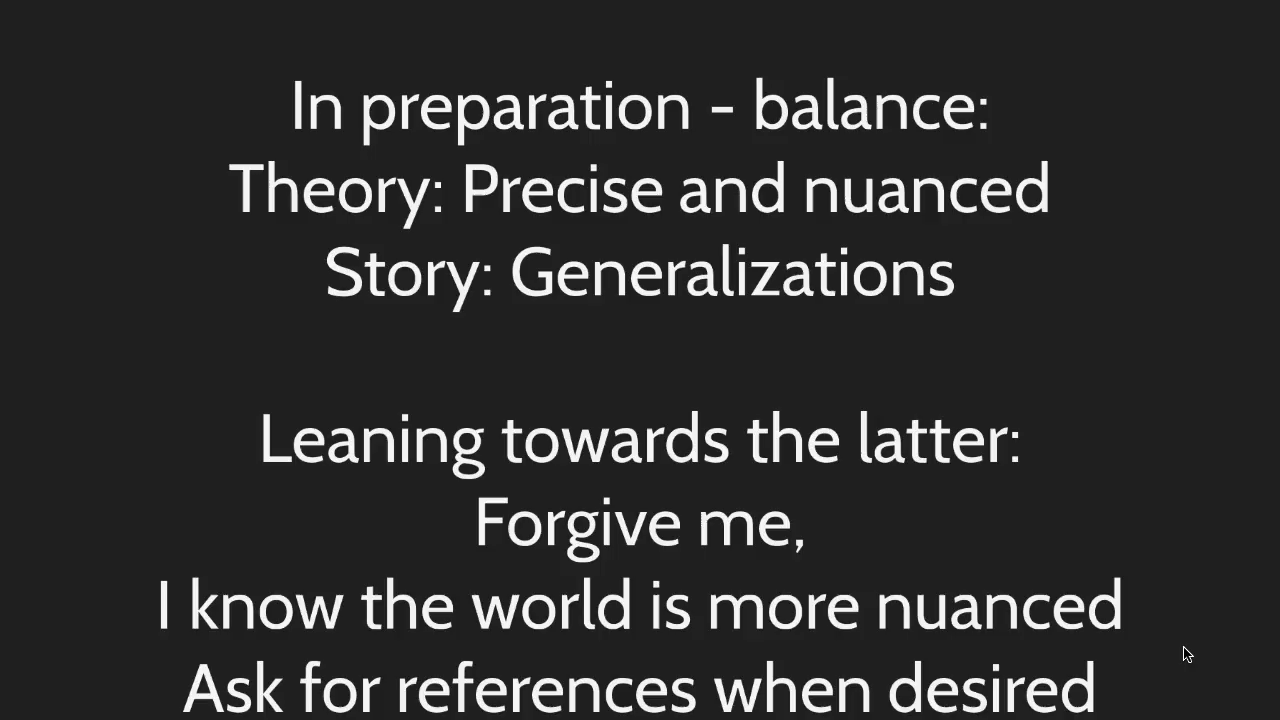 In preparation - balance:
Theory: Precise and nuanced
Story: Generalizations
Leaning towards the latter:
Forgive me,
I know the world is more nuanced
Ask for references when desired